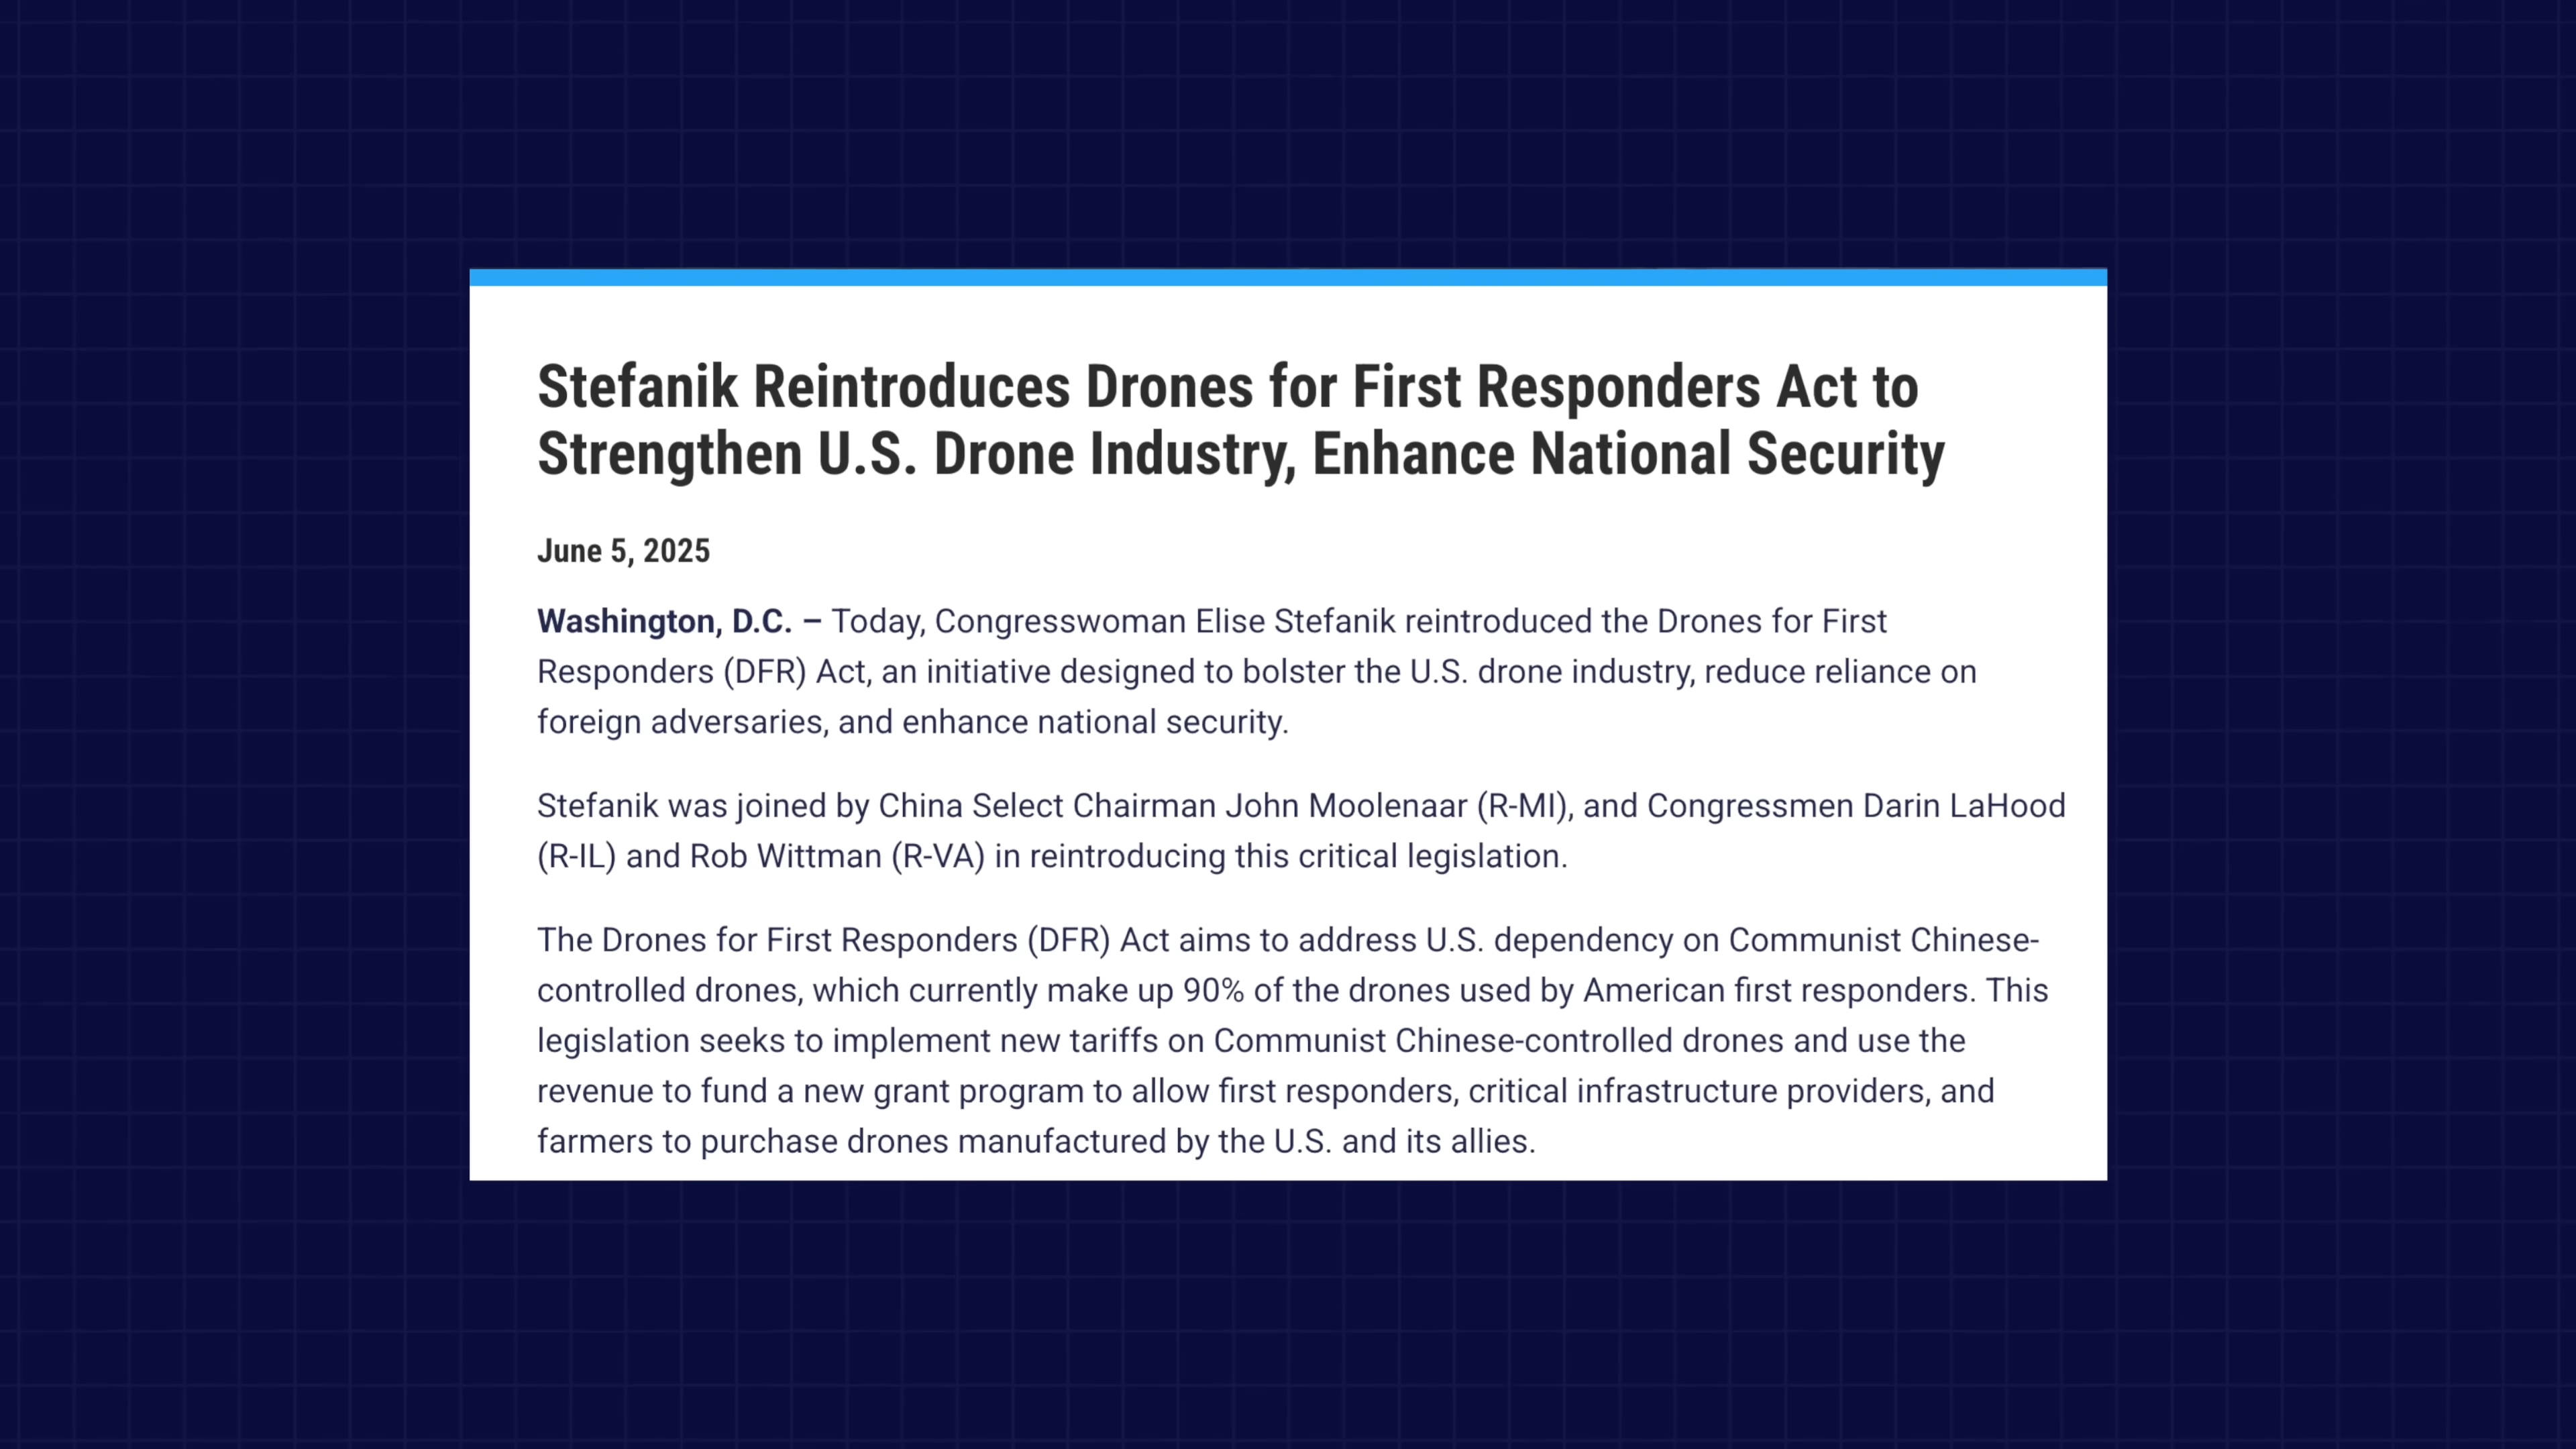 Stefanik Reintroduces Drones for First Responders Act to
Strengthen U.S. Drone Industry, Enhance National Security
June 5, 2025
Washington, D.C. – Today, Congresswoman Elise Stefanik reintroduced the Drones for First
Responders (DFR) Act, an initiative designed to bolster the U.S. drone industry, reduce reliance on
foreign adversaries, and enhance national security.
Stefanik was joined by China Select Chairman John Moolenaar (R-MI), and Congressmen Darin LaHood
(R-IL) and Rob Wittman (R-VA) in reintroducing this critical legislation.
The Drones for First Responders (DFR) Act aims to address U.S. dependency on Communist Chinese-
controlled drones, which currently make up 90% of the drones used by American first responders. This
legislation seeks to implement new tariffs on Communist Chinese-controlled drones and use the
revenue to fund a new grant program to allow first responders, critical infrastructure providers, and
farmers to purchase drones manufactured by the U.S. and its allies.